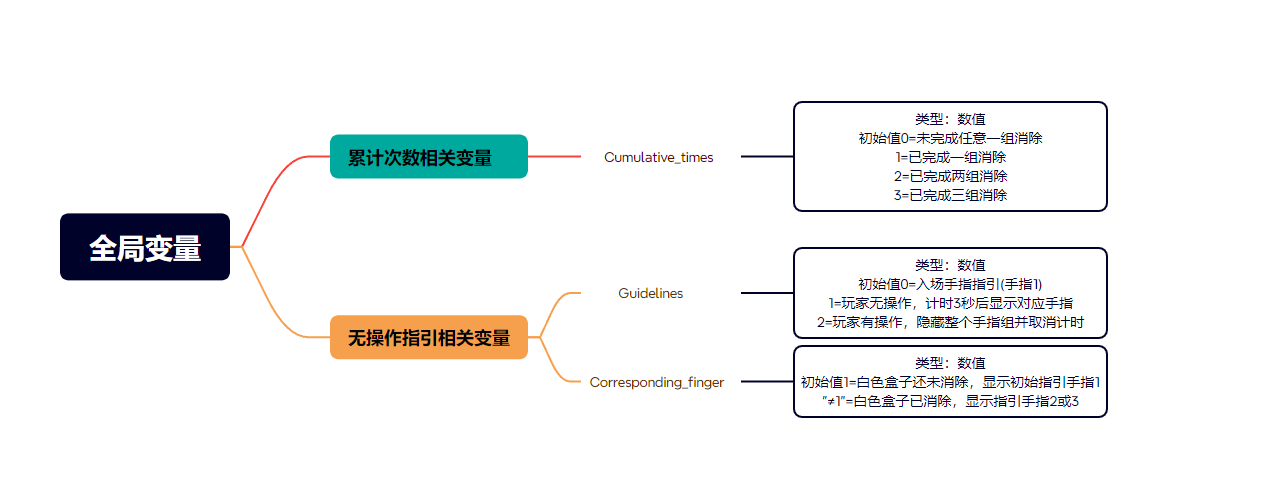 全局变量
累计次数相关变量
Cumulative_times
类型：数值
初始值0=未完成任意一组消除
1=已完成一组消除
2=已完成两组消除
3=已完成三组消除
无操作指引相关变量
Guidelines
类型：数值
初始值0=入场手指指引(手指1)
1=玩家无操作，计时3秒后显示对应手指
2=玩家有操作，隐藏整个手指组并取消计时
Corresponding_finger
类型：数值
初始值1=白色盒子还未消除，显示初始指引手指1
"≠1"=白色盒子已消除，显示指引手指2或3